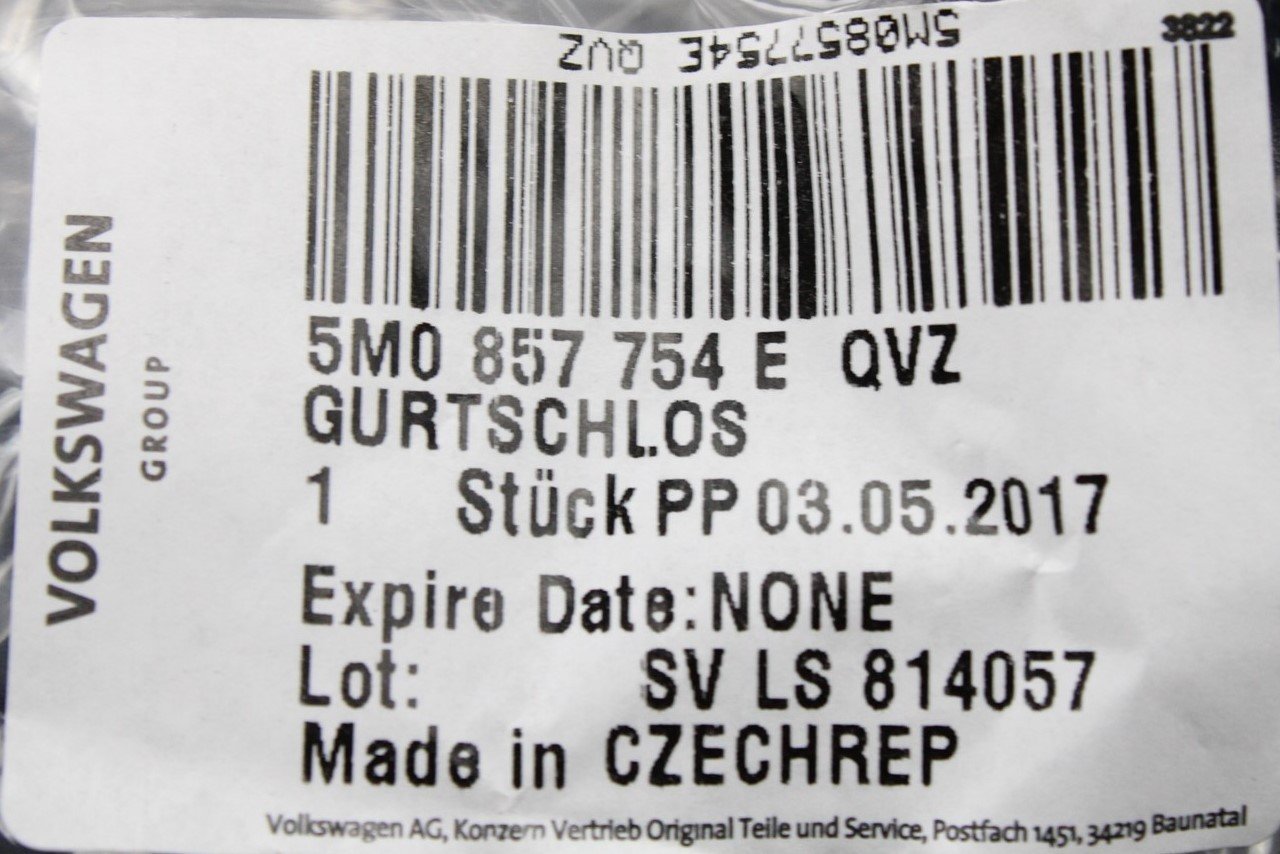 5M0857754E QVZ
3822
VOLKSWAGEN
GROUP
5M0 857 754 E QVZ
GURTSCHLOS
1 Stück PP 03.05.2017
Expire Date:NONE
Lot: SV LS 814057
Made in CZECHREP
Volkswagen AG, Konzern Vertrieb Original Teile und Service, Postfach 1451, 34219 Baunatal